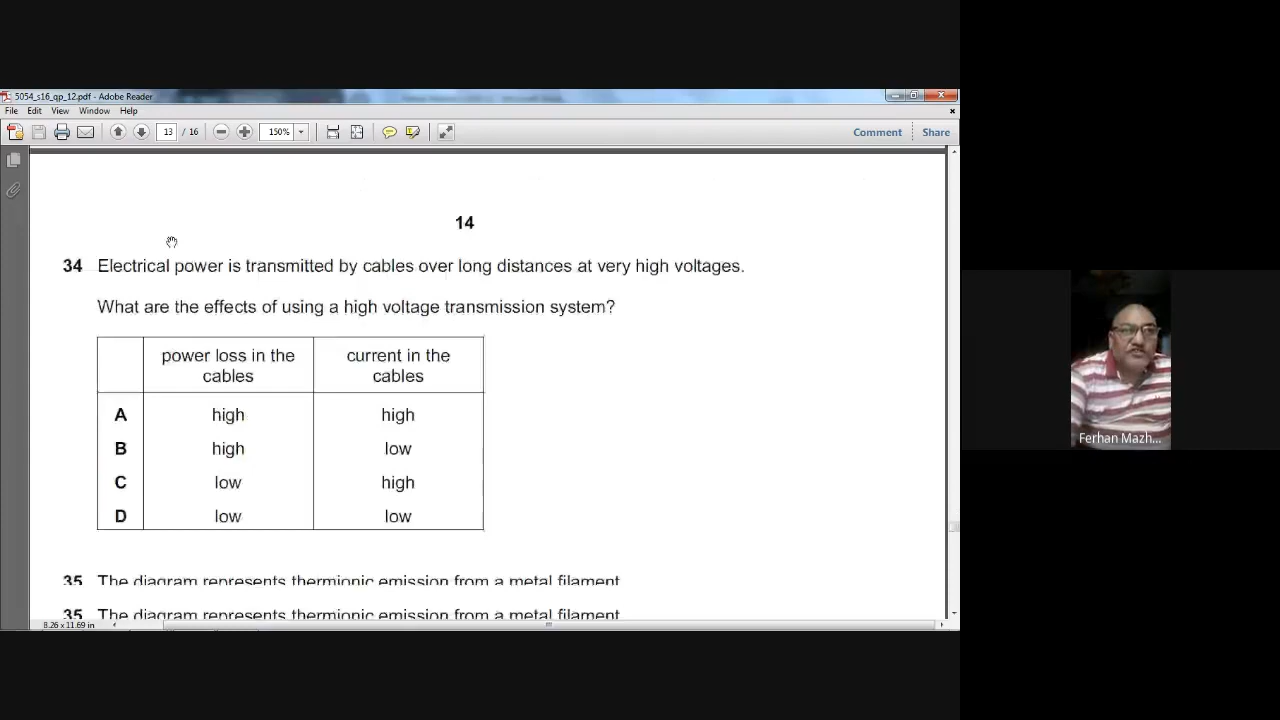 5054_s16_qp_12.pdf - Adobe Reader
File Edit View Window Help
13 / 16 150% Comment Share
14
34 Electrical power is transmitted by cables over long distances at very high voltages.
What are the effects of using a high voltage transmission system?
power loss in the current in the
cables cables
A high high
B high low
C low high
D low low
35 The diagram represents thermionic emission from a metal filament
35 The diagram represents thermionic emission from a metal filament
8.26 x 11.69 in
Ferhan Mazh...